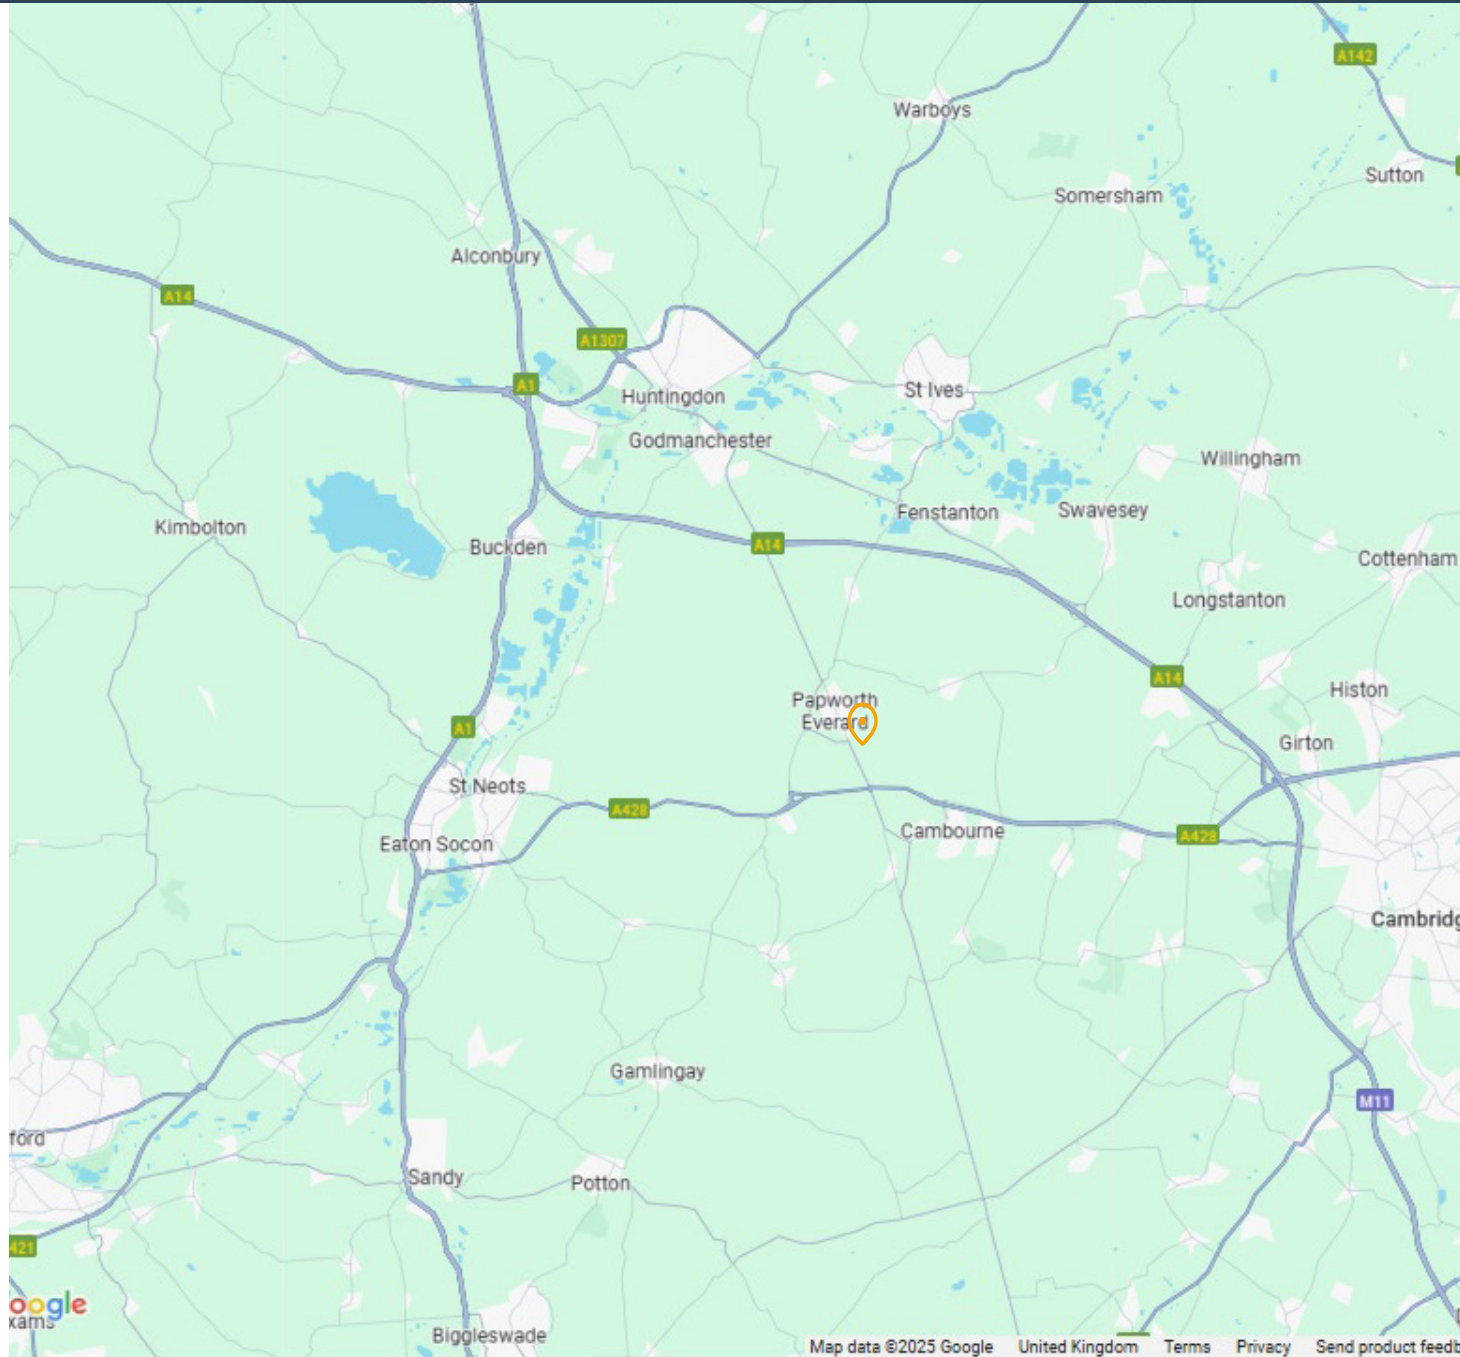 A142
Warboys
Sutton
Somersham
Alconbury
A14
A1307
A1
Huntingdon
St Ives
Godmanchester
Willingham
Fenstanton
Swavesey
Kimbolton
Buckden
A14
Cottenham
Longstanton
A14
Histon
Papworth
Everard
A1
Girton
St Neots
A428
Cambourne
A428
Eaton Socon
Cambridg
Gamlingay
M11
ford
Sandy
Potton
421
oogle
xams
Biggleswade
Map data ©2025 Google United Kingdom Terms Privacy Send product feedb